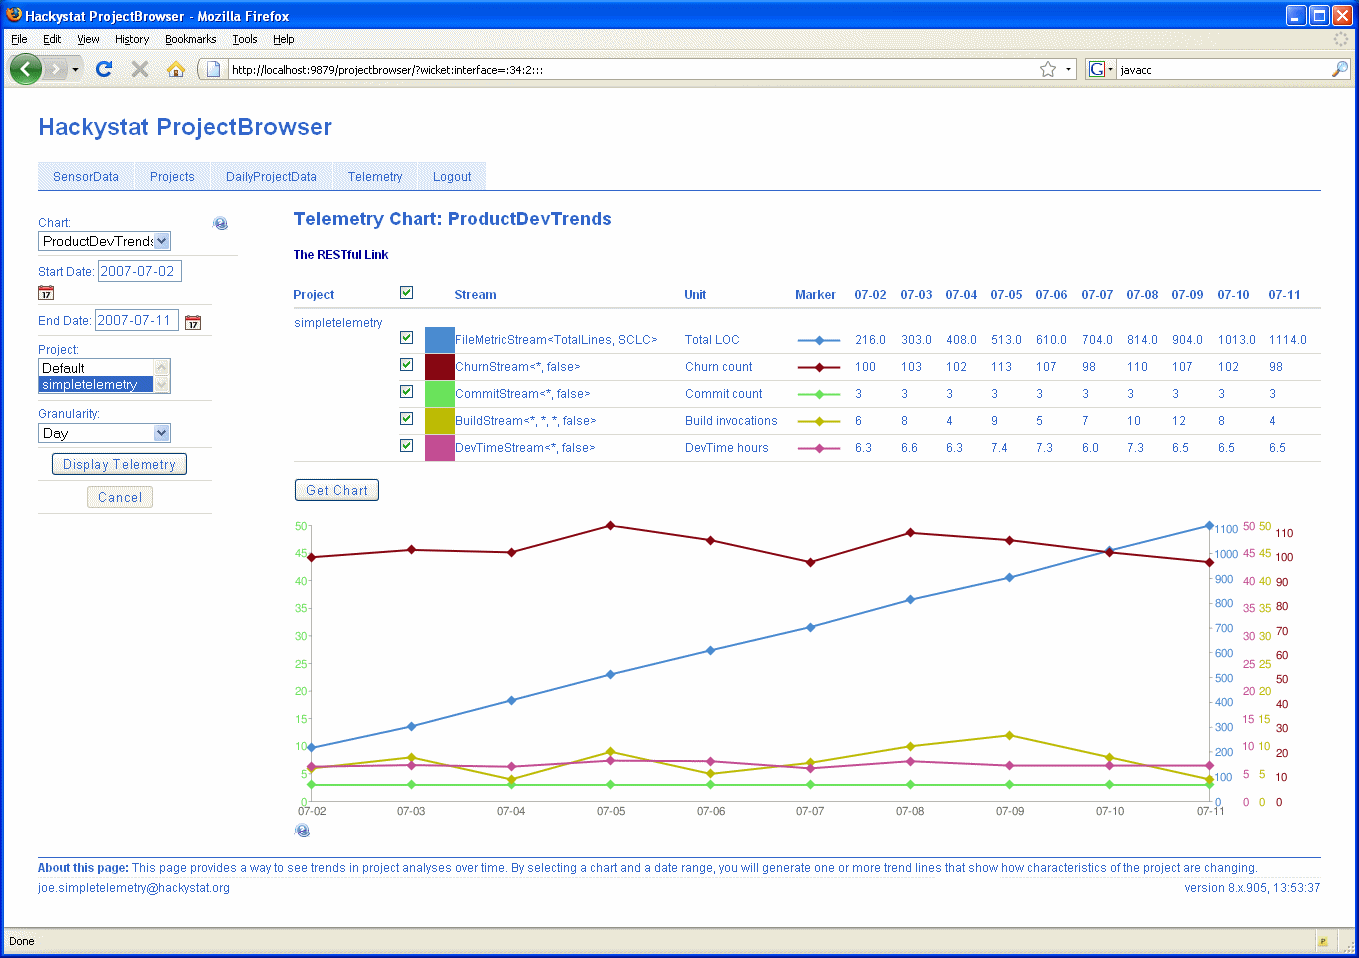 Hackystat ProjectBrowser - Mozilla Firefox
File Edit View History Bookmarks Tools Help
http://localhost:9879/projectbrowser/?wicket:interface=:34:2:::
G javacc
Hackystat ProjectBrowser
SensorData Projects DailyProjectData Telemetry Logout
Chart:
ProductDevTrends
Start Date: 2007-07-02
17
End Date: 2007-07-11 17
Project:
Default
simpletelemetry
Granularity:
Day
Display Telemetry
Cancel
Telemetry Chart: ProductDevTrends
The RESTful Link
Project Stream Unit Marker 07-02 07-03 07-04 07-05 07-06 07-07 07-08 07-09 07-10 07-11
simpletelemetry
FileMetricStream<TotalLines, SCLC> Total LOC 216.0 303.0 408.0 513.0 610.0 704.0 814.0 904.0 1013.0 1114.0
ChurnStream<*, false> Churn count 100 103 102 113 107 98 110 107 102 98
CommitStream<*, false> Commit count 3 3 3 3 3 3 3 3 3 3
BuildStream<*, *, *, false> Build invocations 6 8 4 9 5 7 10 12 8 4
DevTimeStream<*, false> DevTime hours 6.3 6.6 6.3 7.4 7.3 6.0 7.3 6.5 6.5 6.5
Get Chart
50 1100 50 50 110
45 1000 45 45 100
40 900 40 40 90
35 800 35 35 80
30 700 30 30 70
25 600 25 25 60
20 500 20 20 50
15 400 15 15 40
10 300 10 10 30
5 200 5 5 20
0 100 0 0 10
0 0
07-02 07-03 07-04 07-05 07-06 07-07 07-08 07-09 07-10 07-11
About this page: This page provides a way to see trends in project analyses over time. By selecting a chart and a date range, you will generate one or more trend lines that show how characteristics of the project are changing.
joe.simpletelemetry@hackystat.org version 8.x.905, 13:53:37
Done
P